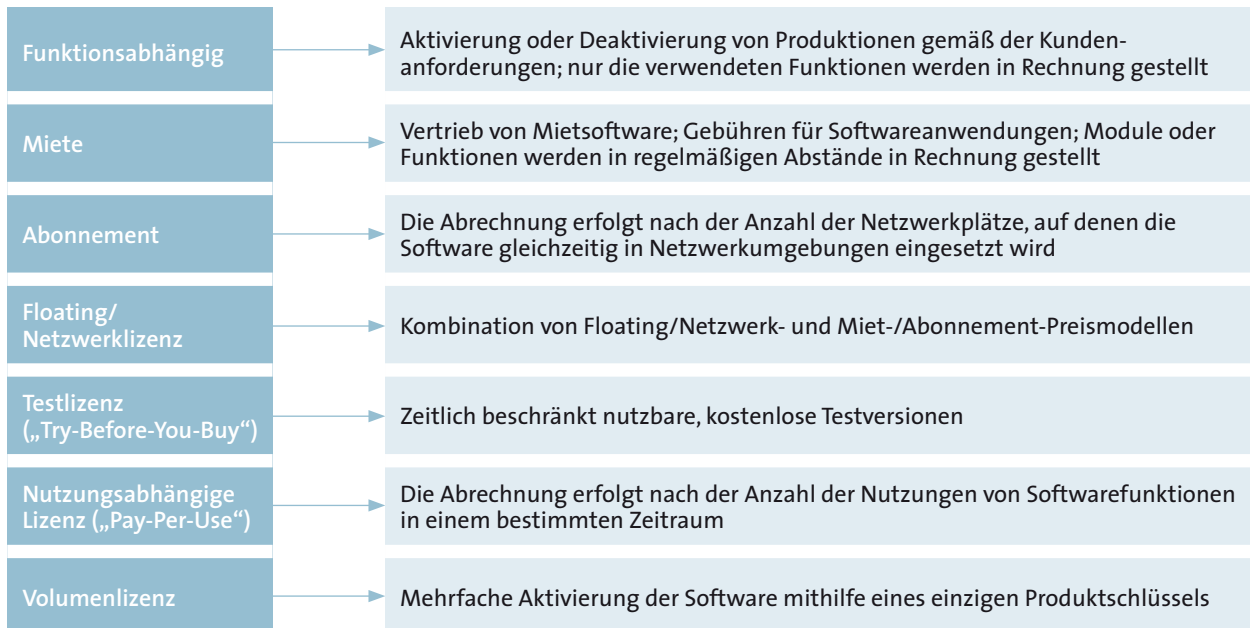 Funktionsabhängig
Aktivierung oder Deaktivierung von Produktionen gemäß der Kunden-
anforderungen; nur die verwendeten Funktionen werden in Rechnung gestellt
Miete
Vertrieb von Mietsoftware; Gebühren für Softwareanwendungen; Module oder
Funktionen werden in regelmäßigen Abstände in Rechnung gestellt
Abonnement
Die Abrechnung erfolgt nach der Anzahl der Netzwerkplätze, auf denen die
Software gleichzeitig in Netzwerkumgebungen eingesetzt wird
Floating/
Netzwerklizenz
Kombination von Floating/Netzwerk- und Miet-/Abonnement-Preismodellen
Testlizenz
(„Try-Before-You-Buy“)
Zeitlich beschränkt nutzbare, kostenlose Testversionen
Nutzungsabhängige
Lizenz („Pay-Per-Use“)
Die Abrechnung erfolgt nach der Anzahl der Nutzungen von Softwarefunktionen
in einem bestimmten Zeitraum
Volumenlizenz
Mehrfache Aktivierung der Software mithilfe eines einzigen Produktschlüssels